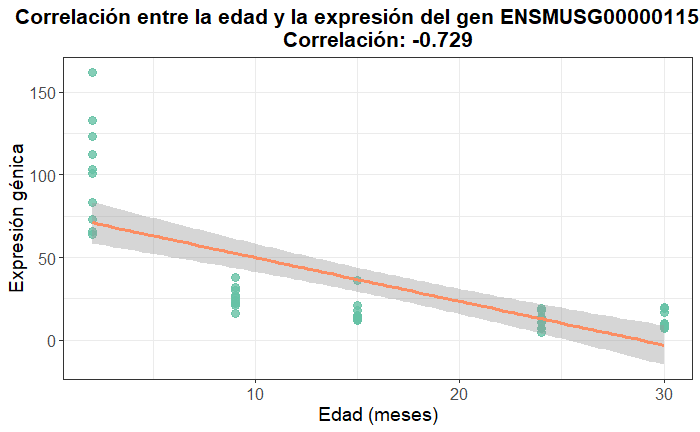 Correlación entre la edad y la expresión del gen ENSMUSG00000115
Correlación: -0.729
Expresión génica
150
100
50
0
10
20
30
Edad (meses)